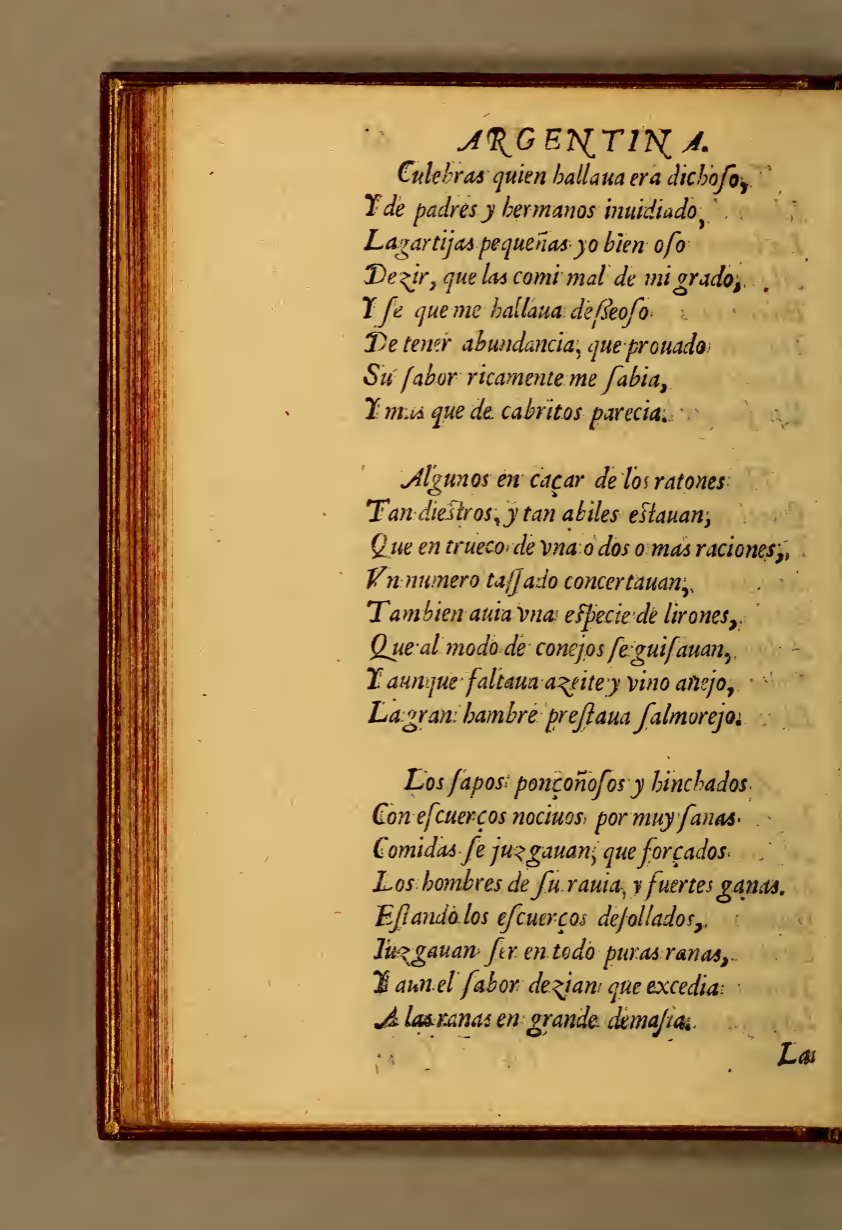 ARGENTINA.
Culebras quien hallaua era dichoſo,
Y de padres y hermanos inuidiado,
Lagartijas pequeñas yo bien oſo
Dezir, que las comi mal de mi grado,
Y ſe que me hallaua deſſeoſo
De tener abundancia, que prouado
Su ſabor ricamente me ſabia,
Y mas que de cabritos parecia.
Algunos en caçar de los ratones
Tan dieſtros, y tan abiles eſtauan,
Que en trueco de vna o dos o mas raciones,
Vn numero taſſado concertauan,
Tambien auia vna eſpecie de lirones,
Que al modo de conejos ſe guiſauan,
Y aunque faltaua azeite y vino añejo,
La gran hambre preſtaua ſalmorejo.
Los ſapos ponçoñoſos y hinchados
Con eſcuerços nociuos por muy ſanas
Comidas ſe juzgauan, que forçados
Los hombres de ſu rauia, y fuertes ganas.
Eſtando los eſcuerços deſollados,
Iuzgauan ſer en todo puras ranas,
Y aun el ſabor dezian que excedia
A las ranas en grande demaſia.
Las